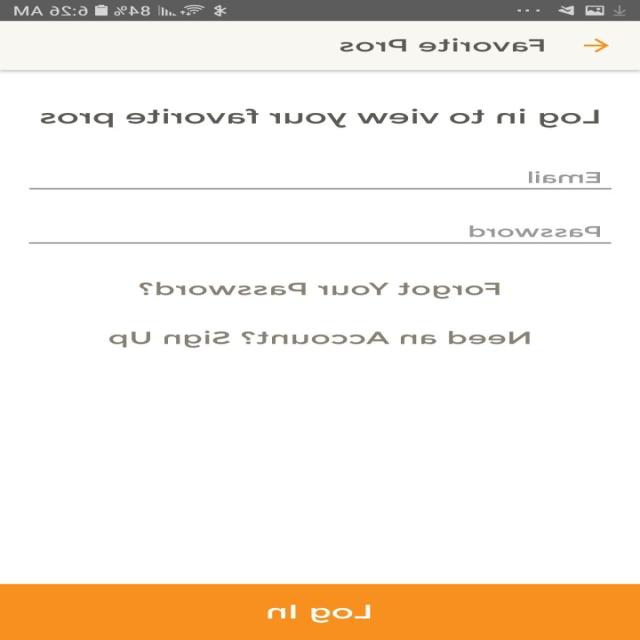 6:26 AM 84%
Favorite Pros
Log in to view your favorite pros
Email
Password
Forgot Your Password?
Need an Account? Sign Up
Log In